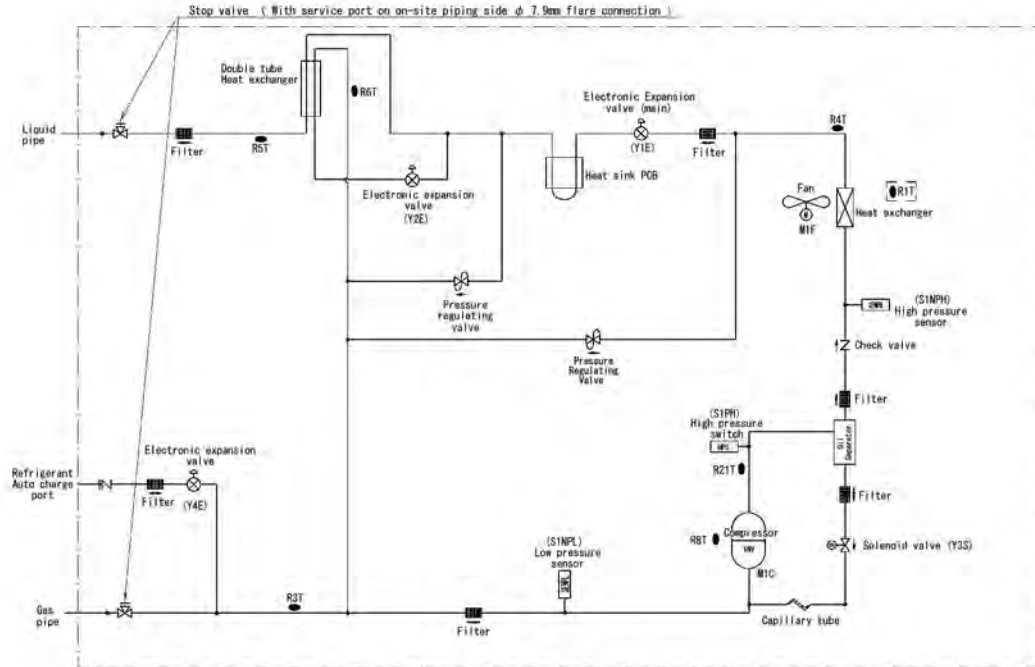 Stop valve ( With service port on on-site piping side φ 7.9mm flare connection )
Double tube
Heat exchanger
R6T
Electronic Expansion
valve (main)
(Y1E)
R4T
Liquid
pipe
Filter
R5T
Filter
Heat sink PCB
Electronic expansion
valve
(Y2E)
Fan
M
M1F
R1T
Heat exchanger
Pressure
regulating
valve
(S1NPH)
High pressure
sensor
Pressure
Regulating
Valve
Check valve
Filter
(S1PH)
High pressure
switch
HPS
Oil
Separator
Electronic expansion
valve
Refrigerant
Auto charge
port
Filter
(Y4E)
R21T
Filter
Compressor
R8T
INV
M1C
Solenoid valve (Y3S)
(S1NPL)
Low pressure
sensor
SENPL
Gas
pipe
R3T
Filter
Capillary tube